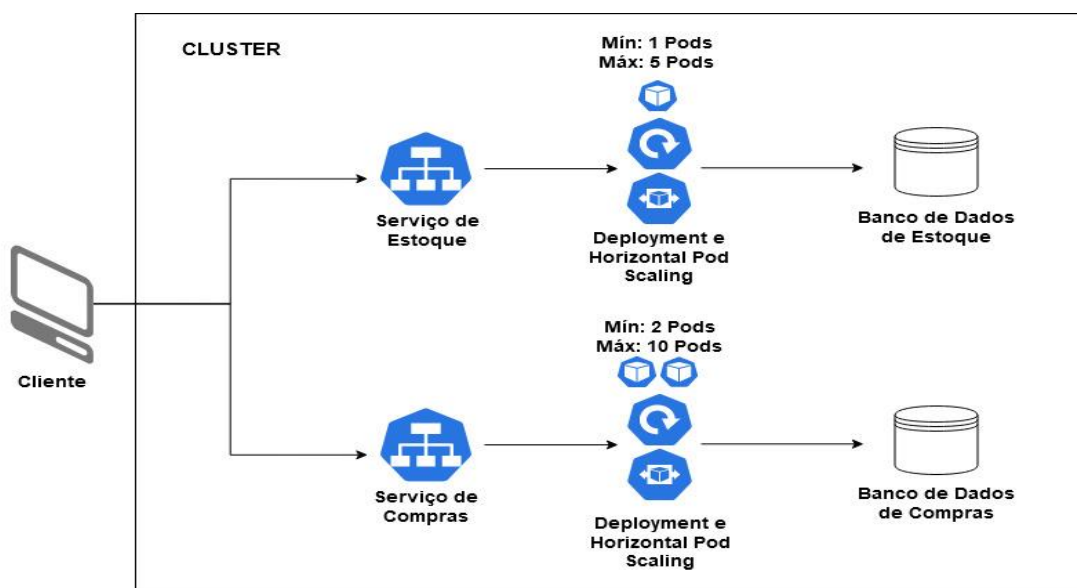 CLUSTER
Mín: 1 Pods
Máx: 5 Pods
Serviço de
Estoque
Deployment e
Horizontal Pod
Scaling
Banco de Dados
de Estoque
Cliente
Mín: 2 Pods
Máx: 10 Pods
Serviço de
Compras
Deployment e
Horizontal Pod
Scaling
Banco de Dados
de Compras